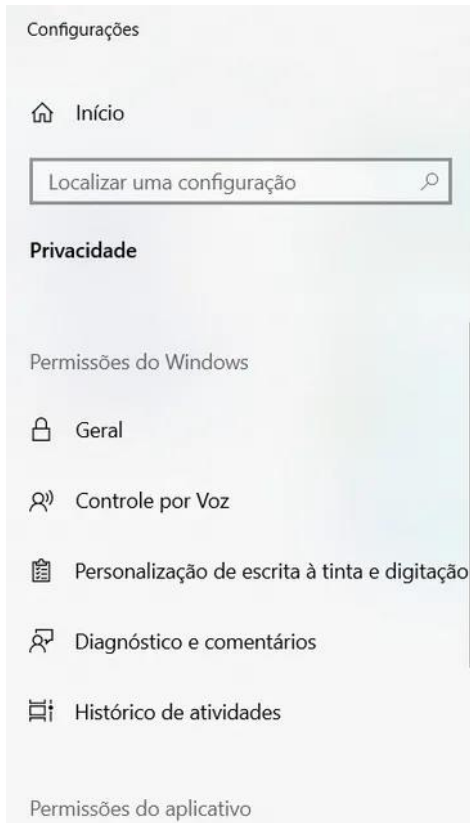 Configurações
Início
Localizar uma configuração
Privacidade
Permissões do Windows
Geral
Controle por Voz
Personalização de escrita à tinta e digitação
Diagnóstico e comentários
Histórico de atividades
Permissões do aplicativo